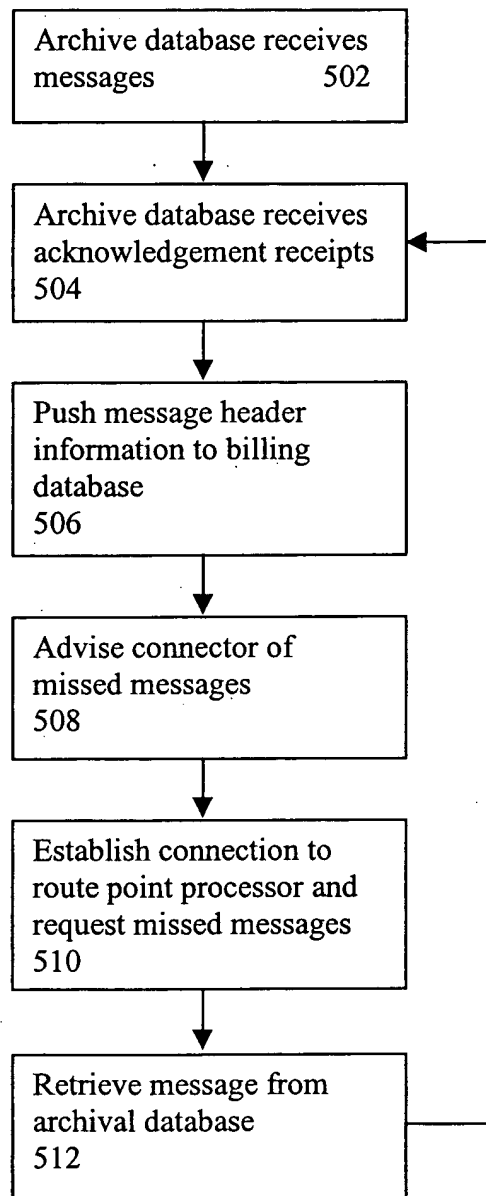 Archive database receives
messages 502
Archive database receives
acknowledgement receipts
504
Push message header
information to billing
database
506
Advise connector of
missed messages
508
Establish connection to
route point processor and
request missed messages
510
Retrieve message from
archival database
512